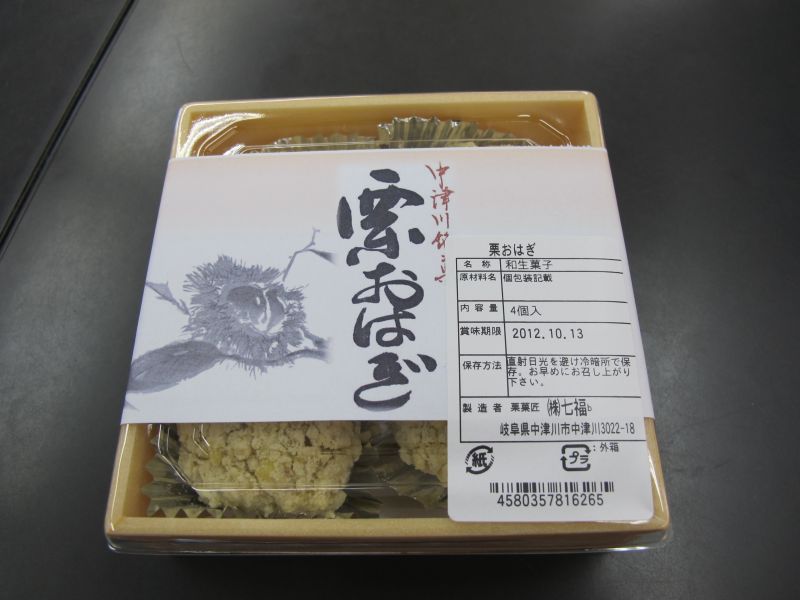 中津川
栗おはぎ
栗おはぎ
名称 和生菓子
原材料名 個包装記載
内容量 4個入
賞味期限 2012.10.13
保存方法 直射日光を避け冷暗所で保
存。お早めにお召し上がり
下さい。
製造者 栗菓匠 ㈱七福b
岐阜県中津川市中津川3022-18
紙 プラ :外箱
4580357816265